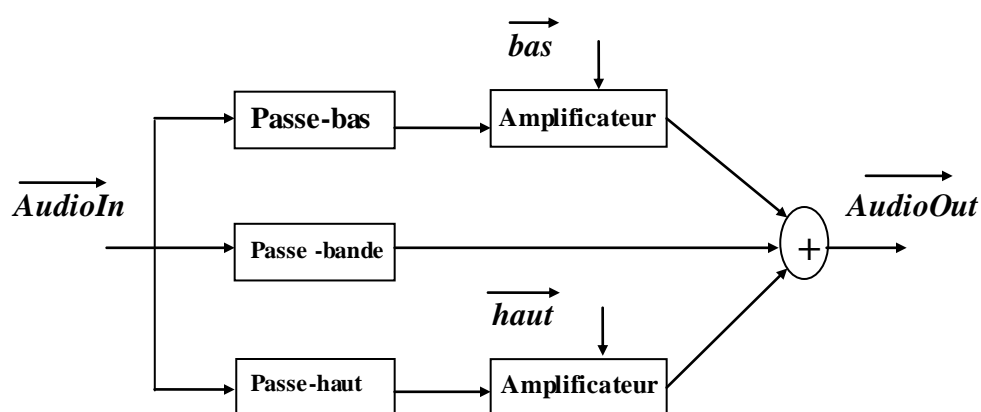 bas
Passe-bas
Amplificateur
AudioIn
AudioOut
Passe -bande
+
haut
Passe-haut
Amplificateur